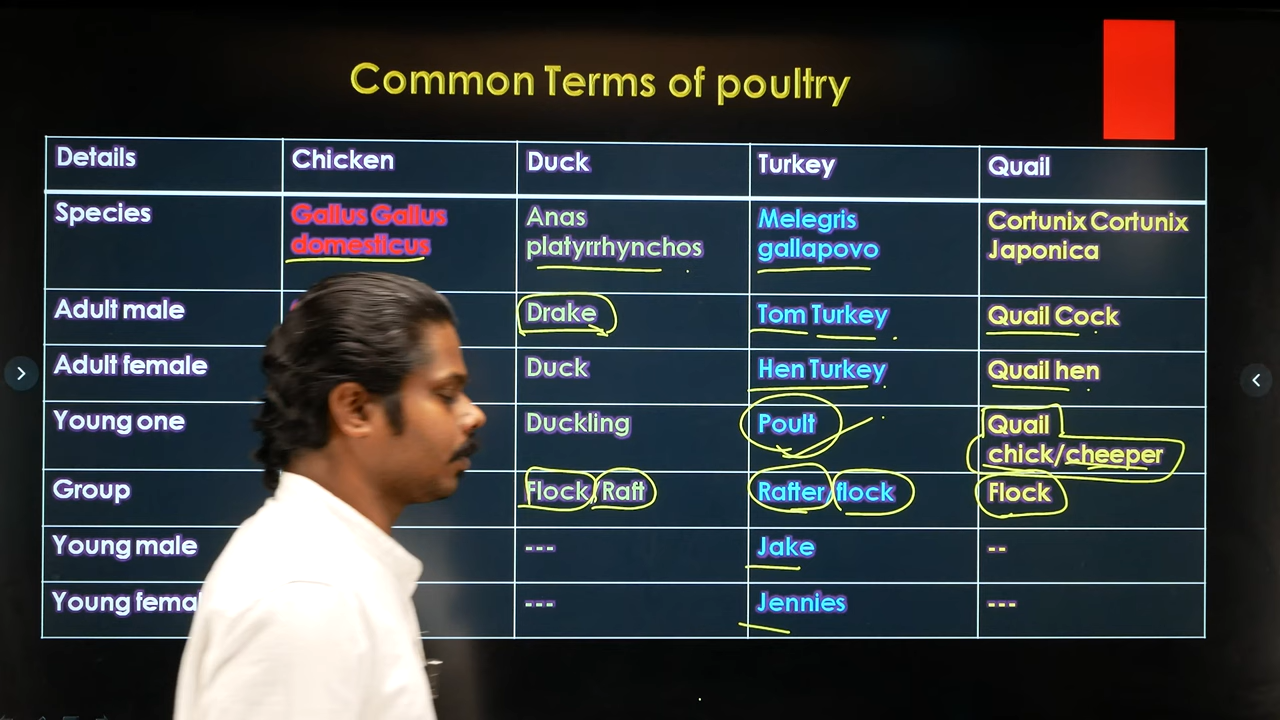 Common Terms of poultry
Details Chicken Duck Turkey Quail
Species Gallus Gallus domesticus Anas platyrrhynchos Melegris gallapovo Cortunix Cortunix Japonica
Adult male Drake Tom Turkey Quail Cock
Adult female Duck Hen Turkey Quail hen
Young one Duckling Poult Quail chick/cheeper
Group Flock/Raft Rafter/flock Flock
Young male --- Jake --
Young femal --- Jennies ---